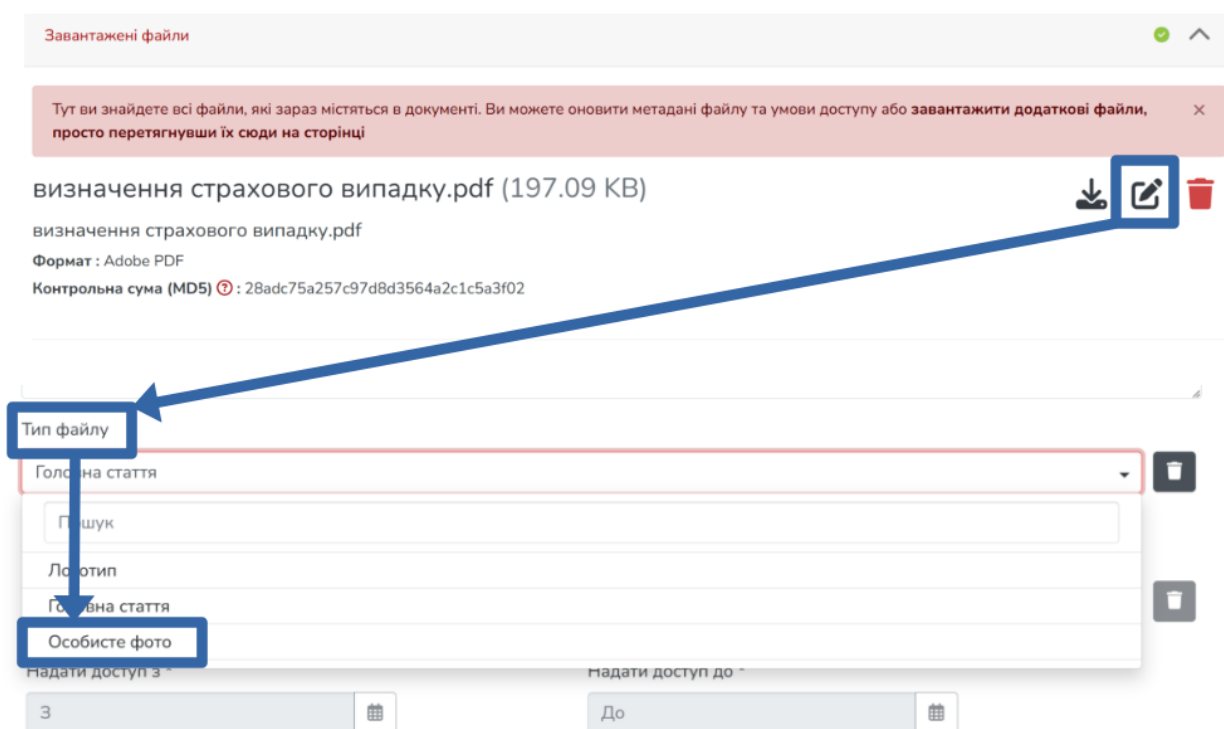 Завантажені файли
Тут ви знайдете всі файли, які зараз містяться в документі. Ви можете оновити метадані файлу та умови доступу або завантажити додаткові файли,
просто перетягнувши їх сюди на сторінці
визначення страхового випадку.pdf (197.09 KB)
визначення страхового випадку.pdf
Формат : Adobe PDF
Контрольна сума (MD5) : 28adc75a257c97d8d3564a2c1c5a3f02
Тип файлу
Головна стаття
Пошук
Логотип
Головна стаття
Особисте фото
Надати доступ з *
Надати доступ до *
З
До